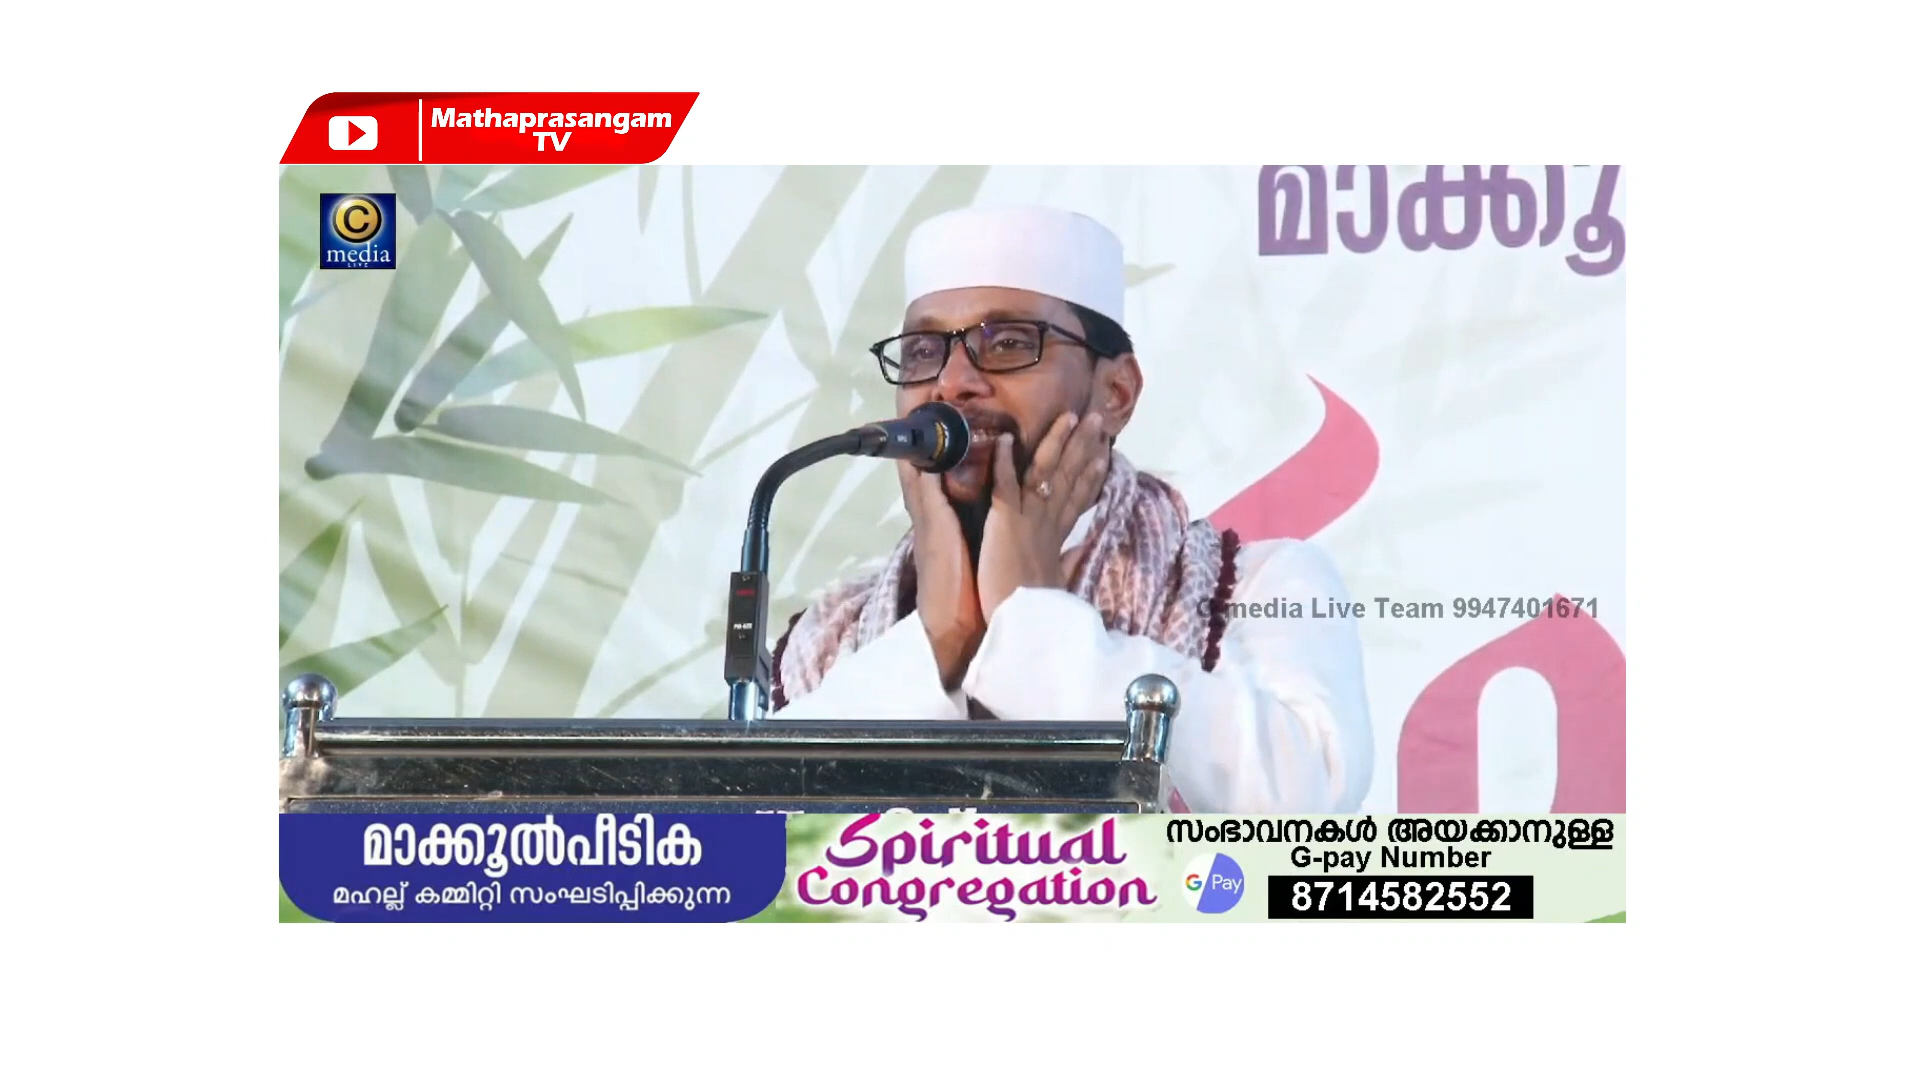 Mathaprasangam
TV
C
media
LIVE
മാക്കൂ
C media Live Team 9947401671
മാക്കൂൽപീടിക
മഹല്ല് കമ്മിറ്റി സംഘടിപ്പിക്കുന്ന
Spiritual
Congregation
സംഭാവനകൾ അയക്കാനുള്ള
G-pay Number
G Pay
8714582552